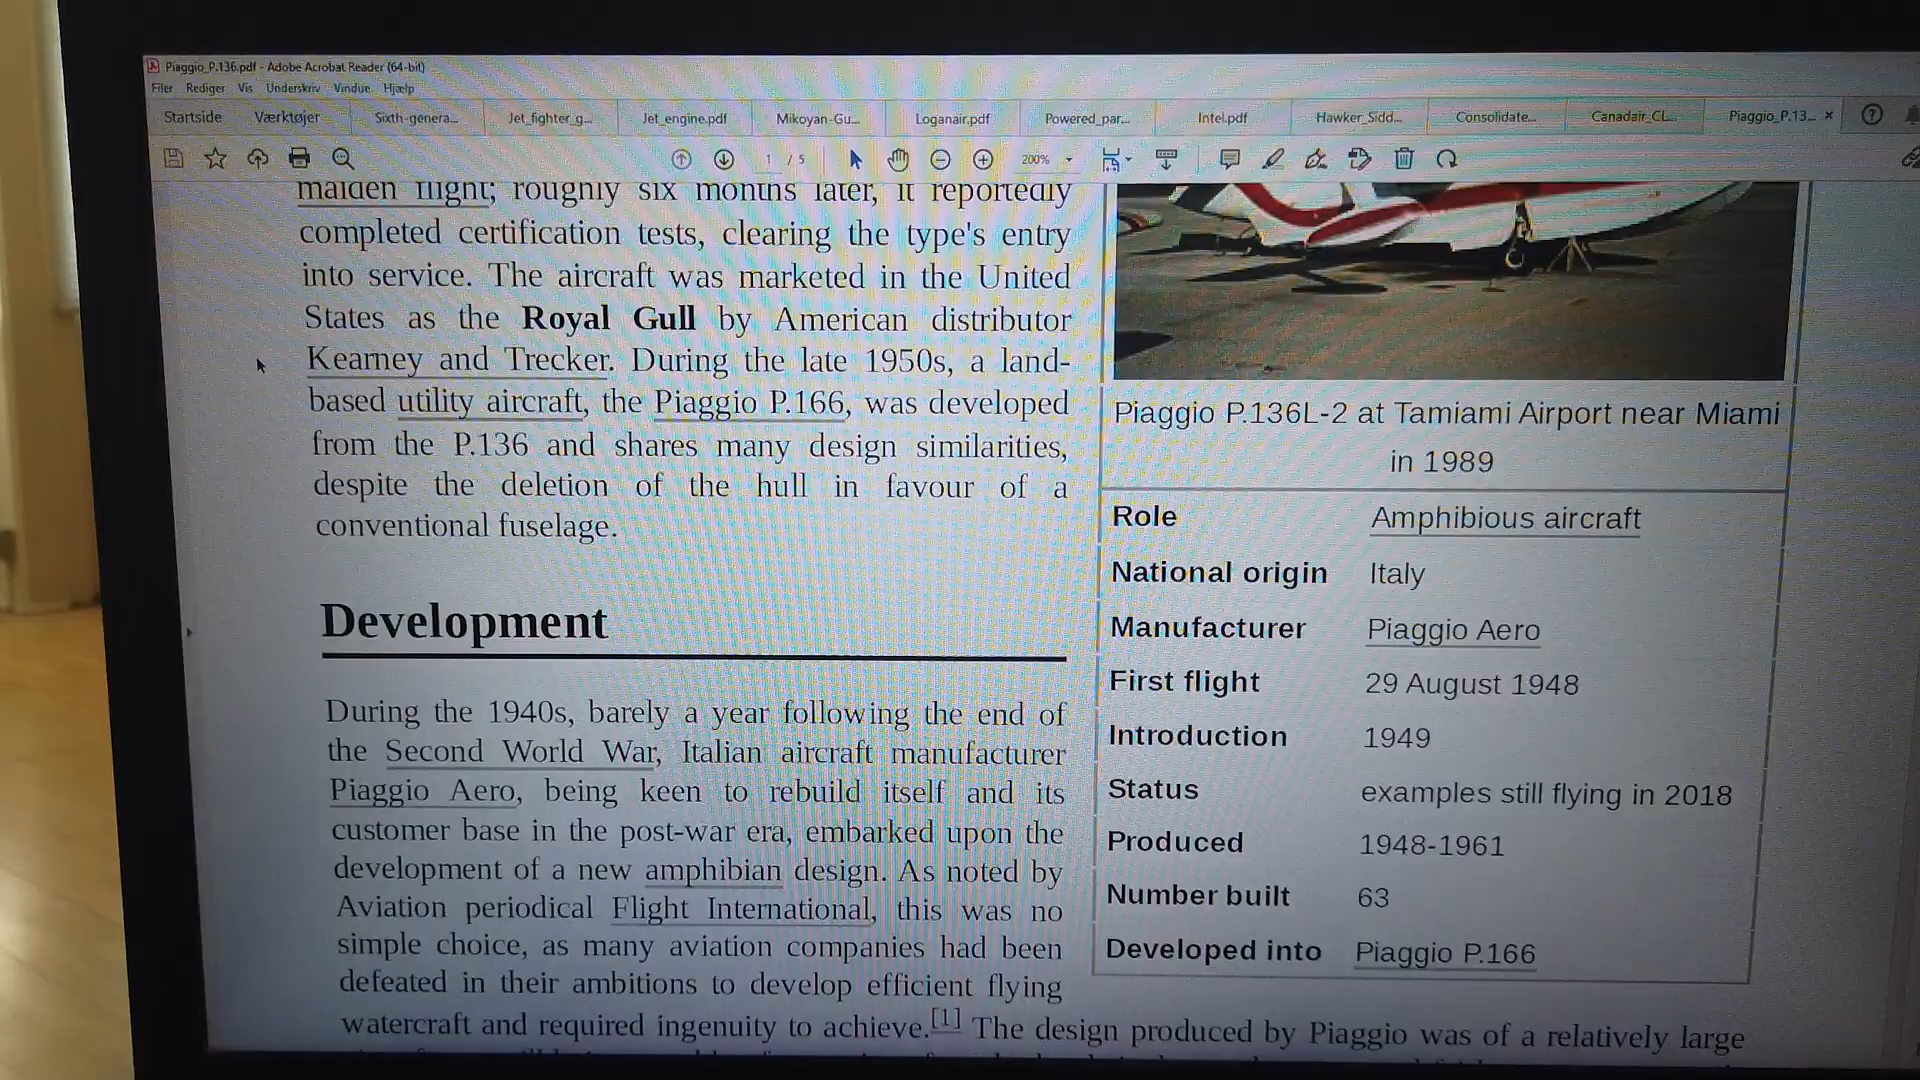 Piaggio_P.136.pdf - Adobe Acrobat Reader (64-bit)
Filer Rediger Vis Underskriv Vindue Hjælp
Startside Værktøjer Sixth-genera... Jet_fighter_g... Jet_engine.pdf Mikoyan-Gu... Loganair.pdf Powered_par... Intel.pdf Hawker_Sidd... Consolidate... Canadair_CL... Piaggio_P.13... ×
1 / 5 200%
maiden flight; roughly six months later, it reportedly
completed certification tests, clearing the type's entry
into service. The aircraft was marketed in the United
States as the Royal Gull by American distributor
Kearney and Trecker. During the late 1950s, a land-
based utility aircraft, the Piaggio P.166, was developed
from the P.136 and shares many design similarities,
despite the deletion of the hull in favour of a
conventional fuselage.
Development
During the 1940s, barely a year following the end of
the Second World War, Italian aircraft manufacturer
Piaggio Aero, being keen to rebuild itself and its
customer base in the post-war era, embarked upon the
development of a new amphibian design. As noted by
Aviation periodical Flight International, this was no
simple choice, as many aviation companies had been
defeated in their ambitions to develop efficient flying
watercraft and required ingenuity to achieve.[1] The design produced by Piaggio was of a relatively large
Piaggio P.136L-2 at Tamiami Airport near Miami
in 1989
Role Amphibious aircraft
National origin Italy
Manufacturer Piaggio Aero
First flight 29 August 1948
Introduction 1949
Status examples still flying in 2018
Produced 1948-1961
Number built 63
Developed into Piaggio P.166